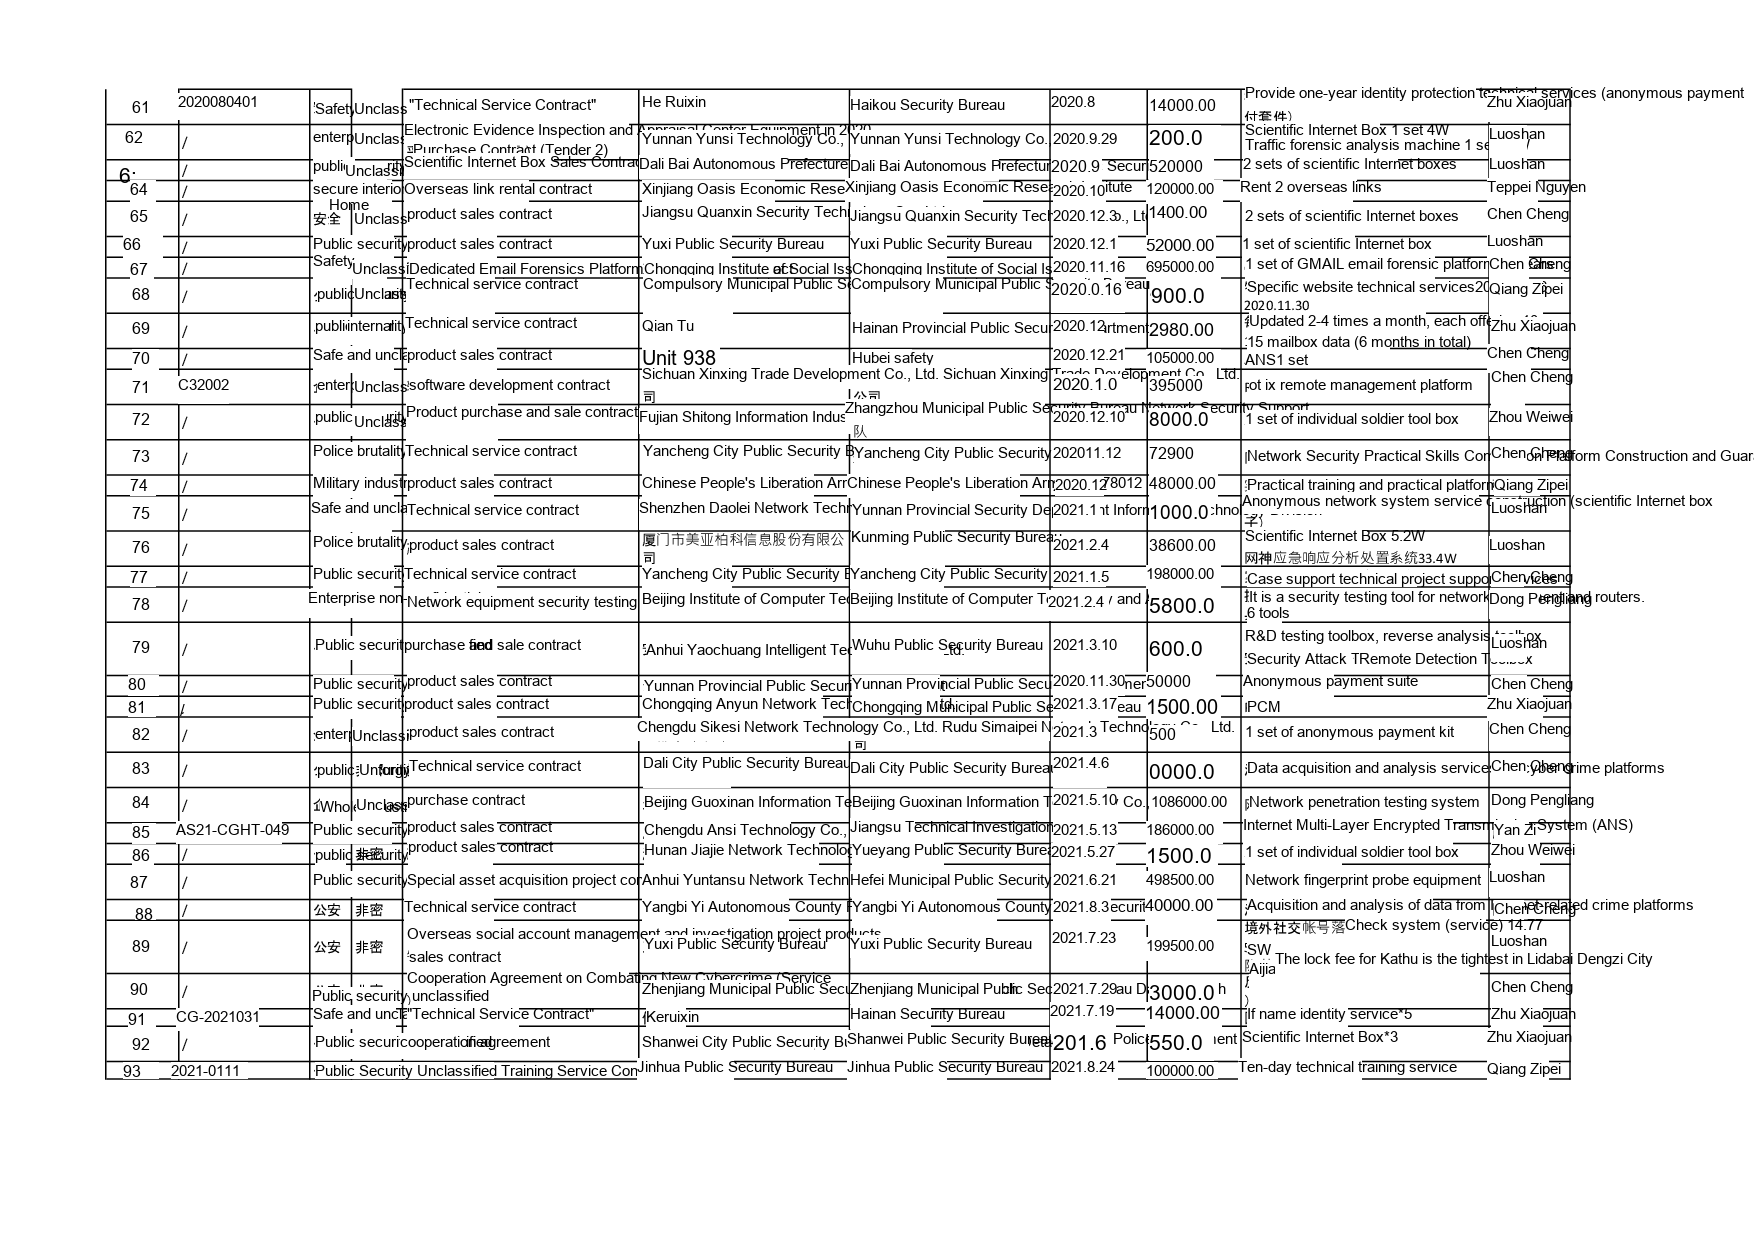 61 2020080401 Safety Unclass "Technical Service Contract" He Ruixin Haikou Security Bureau 2020.8 14000.00 Provide one-year identity protection technical services (anonymous payment Zhu Xiaojuan
付套件)
62 / enterp Unclass Electronic Evidence Inspection and Appraisal Center Equipment in 2020 Yunnan Yunsi Technology Co., Yunnan Yunsi Technology Co. 2020.9.29 200.0 Scientific Internet Box 1 set 4W Luoshan
Purchase Contract (Tender 2) Traffic forensic analysis machine 1 se
/ public Unclassi Scientific Internet Box Sales Contra Dali Bai Autonomous Prefecture Dali Bai Autonomous Prefectur 2020.9 Secur 520000 2 sets of scientific Internet boxes Luoshan
64 / secure interio Overseas link rental contract Xinjiang Oasis Economic Rese Xinjiang Oasis Economic Resea 2020.10 itute 120000.00 Rent 2 overseas links Teppei Nguyen
Home
65 / 安全 Unclass product sales contract Jiangsu Quanxin Security Tech Jiangsu Quanxin Security Tec 2020.12.3 1400.00 2 sets of scientific Internet boxes Chen Cheng
66 / Public security product sales contract Yuxi Public Security Bureau Yuxi Public Security Bureau 2020.12.1 52000.00 1 set of scientific Internet box Luoshan
Safety
67 / Unclassi Dedicated Email Forensics Platform Chongqing Institute of Social Iss Chongqing Institute of Social Is 2020.11.16 695000.00 1 set of GMAIL email forensic platform Chen Cheng
68 / public Unclass Technical service contract Compulsory Municipal Public S Compulsory Municipal Public S 2020.0.16 eau 900.0 Specific website technical services20 Qiang Zipei
2020.11.30
69 / public internality Technical service contract Qian Tu Hainan Provincial Public Secur 2020.12 rtment 2980.00 Updated 2-4 times a month, each offe Zhu Xiaojuan
15 mailbox data (6 months in total)
70 / Safe and uncla product sales contract Unit 938 Hubei safety 2020.12.21 105000.00 ANS1 set Chen Cheng
71 C32002 enter Unclass software development contract Sichuan Xinxing Trade Development Co., Ltd. Sichuan Xinxing Trade Development Co., Ltd. 2020.1.0 395000 ot ix remote management platform Chen Cheng
司 公司
72 / public Unclass Product purchase and sale contract Fujian Shitong Information Indus Zhangzhou Municipal Public Security Bureau Network Security Support 2020.12.10 8000.0 1 set of individual soldier tool box Zhou Weiwei
队
73 / Police brutality Technical service contract Yancheng City Public Security B Yancheng City Public Security 202011.12 72900 Network Security Practical Skills Con on Platform Construction and Guar Chen Cheng
74 / Military industr product sales contract Chinese People's Liberation Arm Chinese People's Liberation Arm 2020.12 78012 48000.00 Practical training and practical platform Qiang Zipei
75 / Safe and uncla Technical service contract Shenzhen Daolei Network Techn Yunnan Provincial Security De 2021.1 nt Inform 1000.0 chno Anonymous network system service construction (scientific Internet box Luoshan
字)
76 / Police brutality product sales contract 厦门市美亚柏科信息股份有限公 Kunming Public Security Bureau 2021.2.4 38600.00 Scientific Internet Box 5.2W Luoshan
司 网神应急响应分析处置系统33.4W
77 / Public securit Technical service contract Yancheng City Public Security B Yancheng City Public Security 2021.1.5 198000.00 Case support technical project support services Chen Cheng
78 / Enterprise non- Network equipment security testing Beijing Institute of Computer Tec Beijing Institute of Computer T 2021.2.4 and 5800.0 It is a security testing tool for network ent and routers. Dong Pengliang
6 tools
79 / Public securit purchase and sale contract Anhui Yaochuang Intelligent Tec Wuhu Public Security Bureau Ltd. 2021.3.10 600.0 R&D testing toolbox, reverse analysis toolbox Luoshan
Security Attack TRemote Detection Toolbox
80 / Public security product sales contract Yunnan Provincial Public Securi Yunnan Provincial Public Secu 2020.11.30 50000 Anonymous payment suite Chen Cheng
81 / Public securit product sales contract Chongqing Anyun Network Tech Chongqing Municipal Public Se 2021.3.17 eau 1500.00 PCM Zhu Xiaojuan
82 / enterp Unclassi product sales contract Chengdu Sikesi Network Technology Co., Ltd. Rudu Simaipei N Technology Co., Ltd. 2021.3 500 1 set of anonymous payment kit Chen Cheng
司
83 / public Technical service contract Dali City Public Security Bureau Dali City Public Security Bureau 2021.4.6 0000.0 Data acquisition and analysis services cyber crime platforms Chen Cheng
84 / Whol Unclass purchase contract Beijing Guoxinan Information Te Beijing Guoxinan Information T 2021.5.10 Co., 1086000.00 Network penetration testing system Dong Pengliang
85 AS21-CGHT-049 Public security product sales contract Chengdu Ansi Technology Co., Jiangsu Technical Investigation 2021.5.13 186000.00 Internet Multi-Layer Encrypted Transm System (ANS) Yan Zi
86 / public security 非密 product sales contract Hunan Jiajie Network Technolog Yueyang Public Security Burea 2021.5.27 1500.0 1 set of individual soldier tool box Zhou Weiwei
87 / Public security Special asset acquisition project con Anhui Yuntansu Network Techn Hefei Municipal Public Security 2021.6.21 498500.00 Network fingerprint probe equipment Luoshan
88 / 公安 非密 Technical service contract Yangbi Yi Autonomous County P Yangbi Yi Autonomous County 2021.8.3 ecurit 40000.00 Acquisition and analysis of data from net-related crime platforms Chen Cheng
89 / 公安 非密 Overseas social account management and investigation project products Yuxi Public Security Bureau Yuxi Public Security Bureau 2021.7.23 199500.00 境外社交帐号落Check system (service) 14.77 Luoshan
sales contract SW The lock fee for Kathu is the tightest in Lidabai Dengzi City
Aijia
90 / Public security unclassified Cooperation Agreement on Combating New Cybercrime (Service Zhenjiang Municipal Public Secu Zhenjiang Municipal Public Sec 2021.7.29 au D h 3000.0 Chen Cheng
91 CG-2021031 Safe and uncla "Technical Service Contract" Keruixin Hainan Security Bureau 2021.7.19 14000.00 If name identity service*5 Zhu Xiaojuan
92 / Public securi cooperation agreement Shanwei City Public Security Bu Shanwei Public Security Bureau 201.6 Polic 550.0 ent Scientific Internet Box*3 Zhu Xiaojuan
93 2021-0111 Public Security Unclassified Training Service Con Jinhua Public Security Bureau Jinhua Public Security Bureau 2021.8.24 100000.00 Ten-day technical training service Qiang Zipei